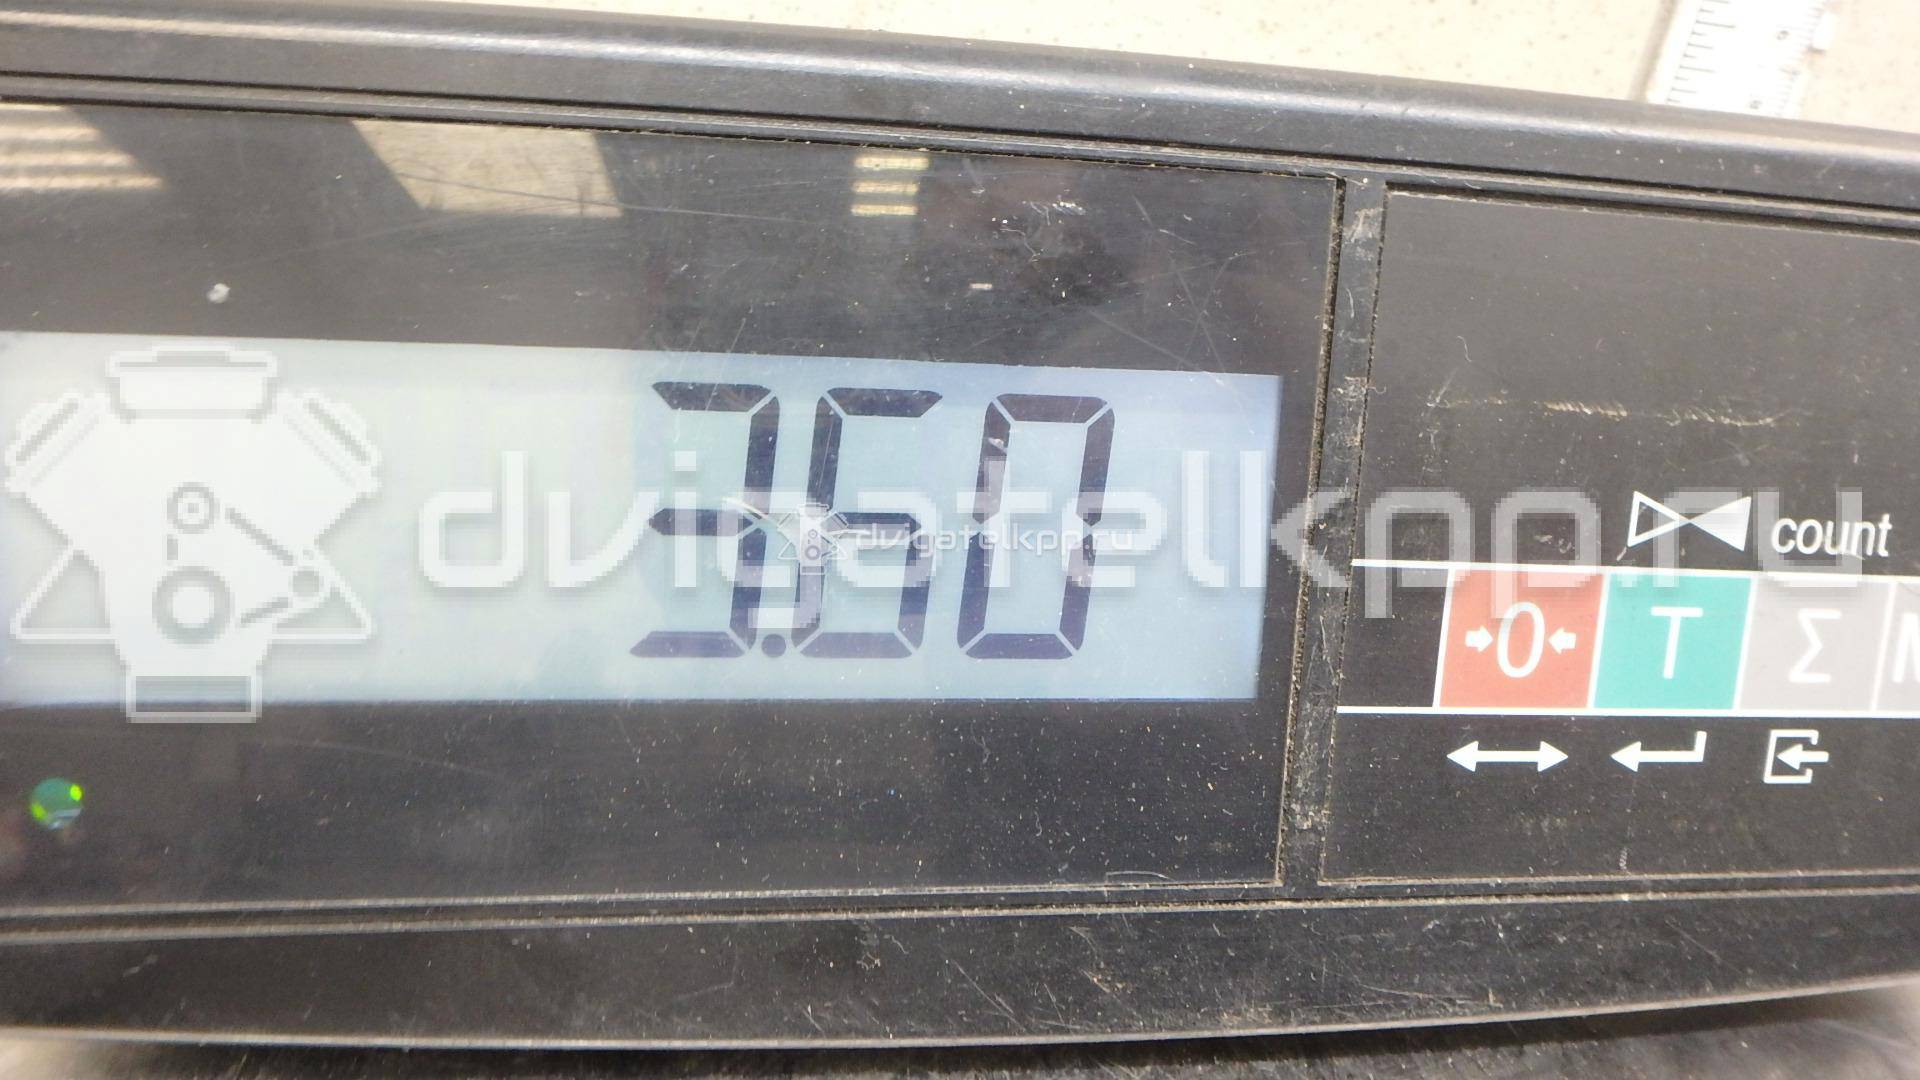 3.60
dvigatelkpp.ru
dvigatelkpp.ru
count
→0← T Σ